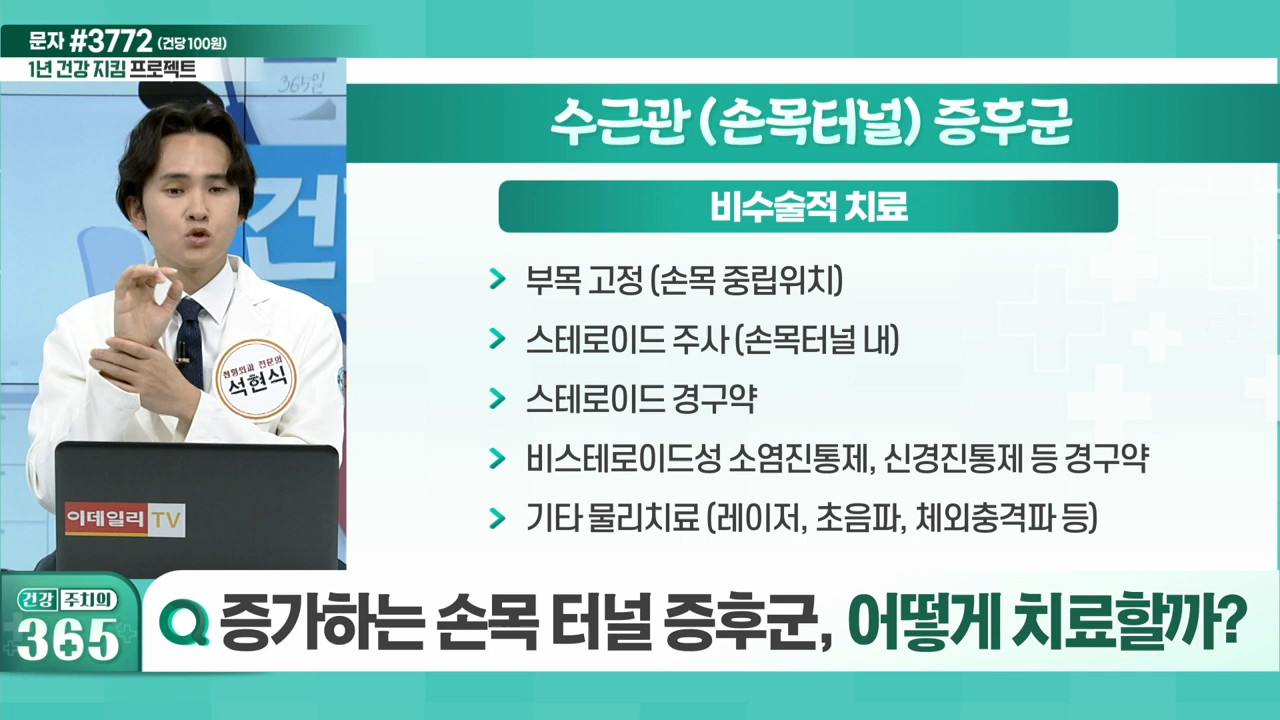 문자 #3772 (건당 100원)
1년 건강 지킴 프로젝트
365일
건
수근관 (손목터널) 증후군
비수술적 치료
부목 고정 (손목 중립위치)
스테로이드 주사 (손목터널 내)
스테로이드 경구약
비스테로이드성 소염진통제, 신경진통제 등 경구약
기타 물리치료 (레이저, 초음파, 체외충격파 등)
정형외과 전문의
석현식
이데일리 TV
건강 주치의
365
Q 증가하는 손목 터널 증후군, 어떻게 치료할까?